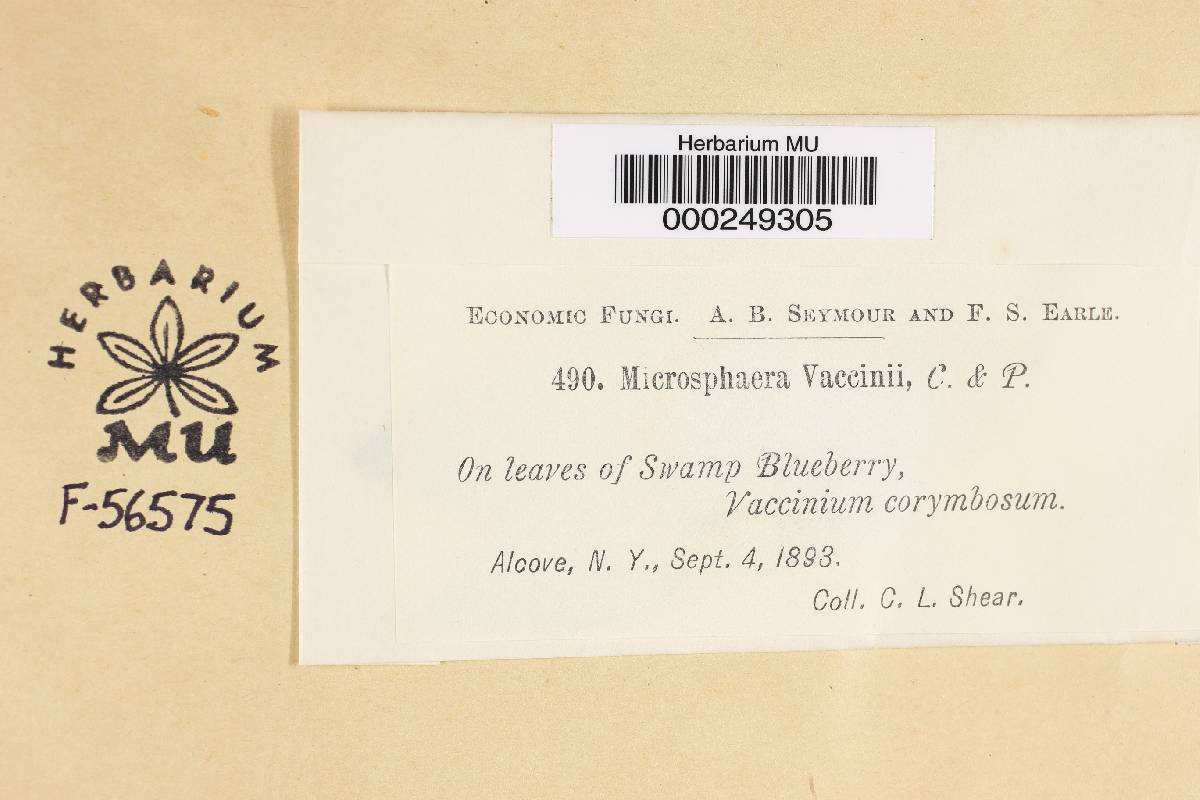 Herbarium MU
000249305
HERBARIUM
MU
F-56575
ECONOMIC FUNGI. A. B. SEYMOUR AND F. S. EARLE.
490. Microsphaera Vaccinii, C. & P.
On leaves of Swamp Blueberry,
Vaccinium corymbosum.
Alcove, N. Y., Sept. 4, 1893.
Coll. C. L. Shear.